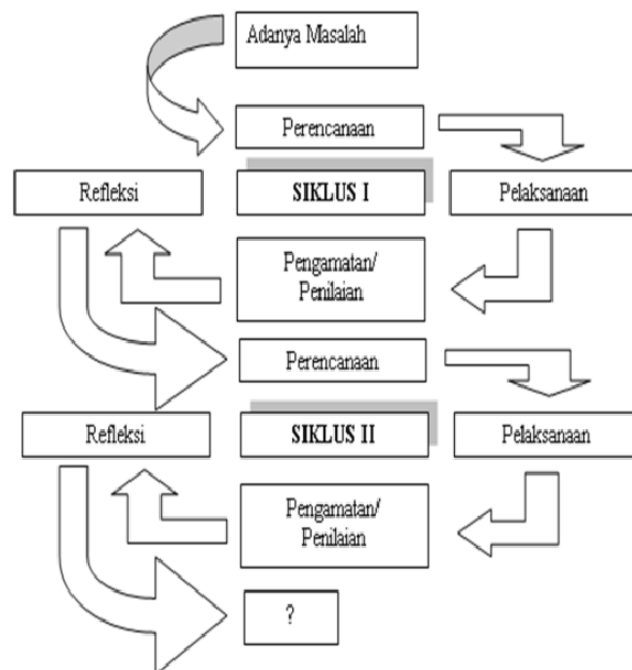 Adanya Masalah
Perencanaan
Refleksi
SIKLUS I
Pelaksanaan
Pengamatan/
Penilaian
Perencanaan
Refleksi
SIKLUS II
Pelaksanaan
Pengamatan/
Penilaian
?